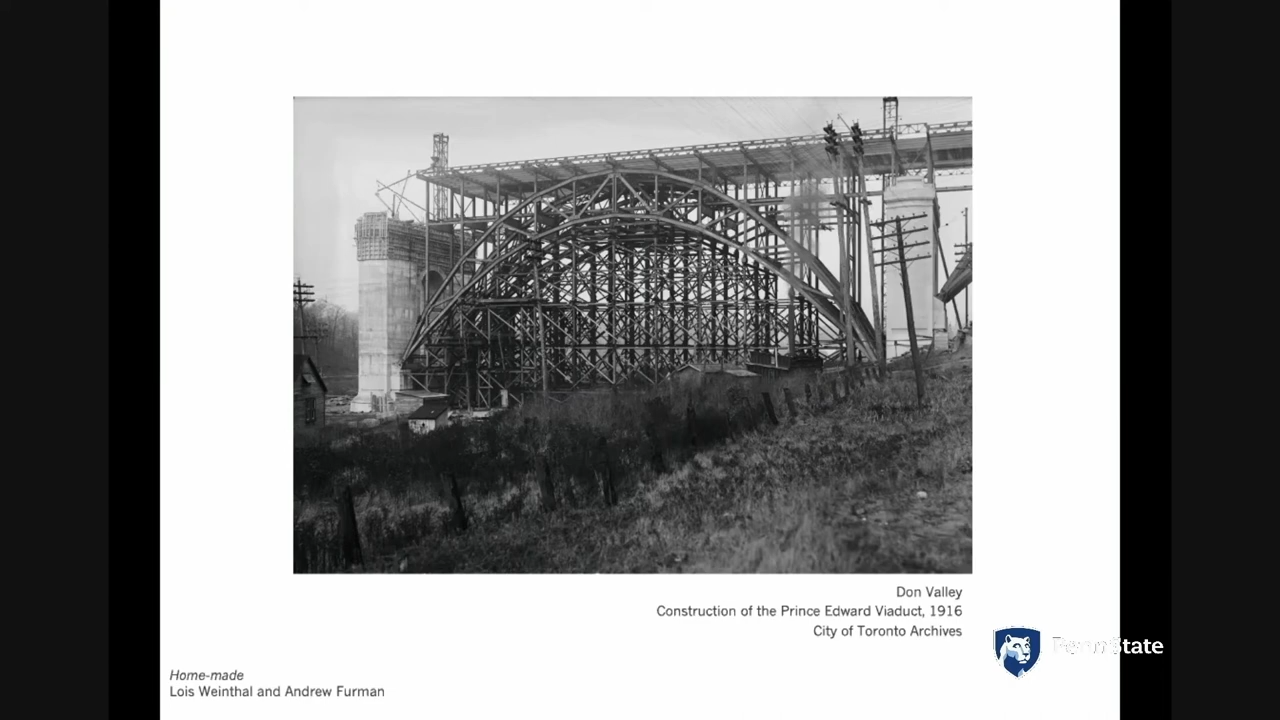 Don Valley
Construction of the Prince Edward Viaduct, 1916
City of Toronto Archives
PennState
Home-made
Lois Weinthal and Andrew Furman